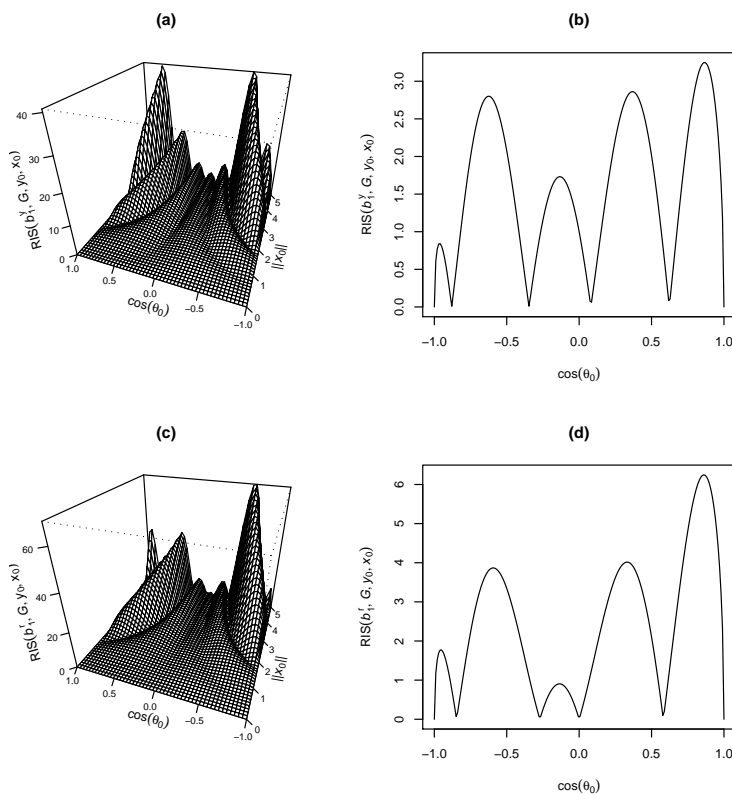 (a)
40
30
20
10
0
RIS(b₁ʸ, G, y₀, x₀)
1.0
0.5
0.0
−0.5
−1.0
cos(θ₀)
0
1
2
3
4
5
||x₀||
(b)
3.0
2.5
2.0
1.5
1.0
0.5
0.0
RIS(b₁ʸ, G, y₀, x₀)
−1.0 −0.5 0.0 0.5 1.0
cos(θ₀)
(c)
60
40
20
0
RIS(b₁ʳ, G, y₀, x₀)
1.0
0.5
0.0
−0.5
−1.0
cos(θ₀)
0
1
2
3
4
5
||x₀||
(d)
6
5
4
3
2
1
0
RIS(b₁ʳ, G, y₀, x₀)
−1.0 −0.5 0.0 0.5 1.0
cos(θ₀)